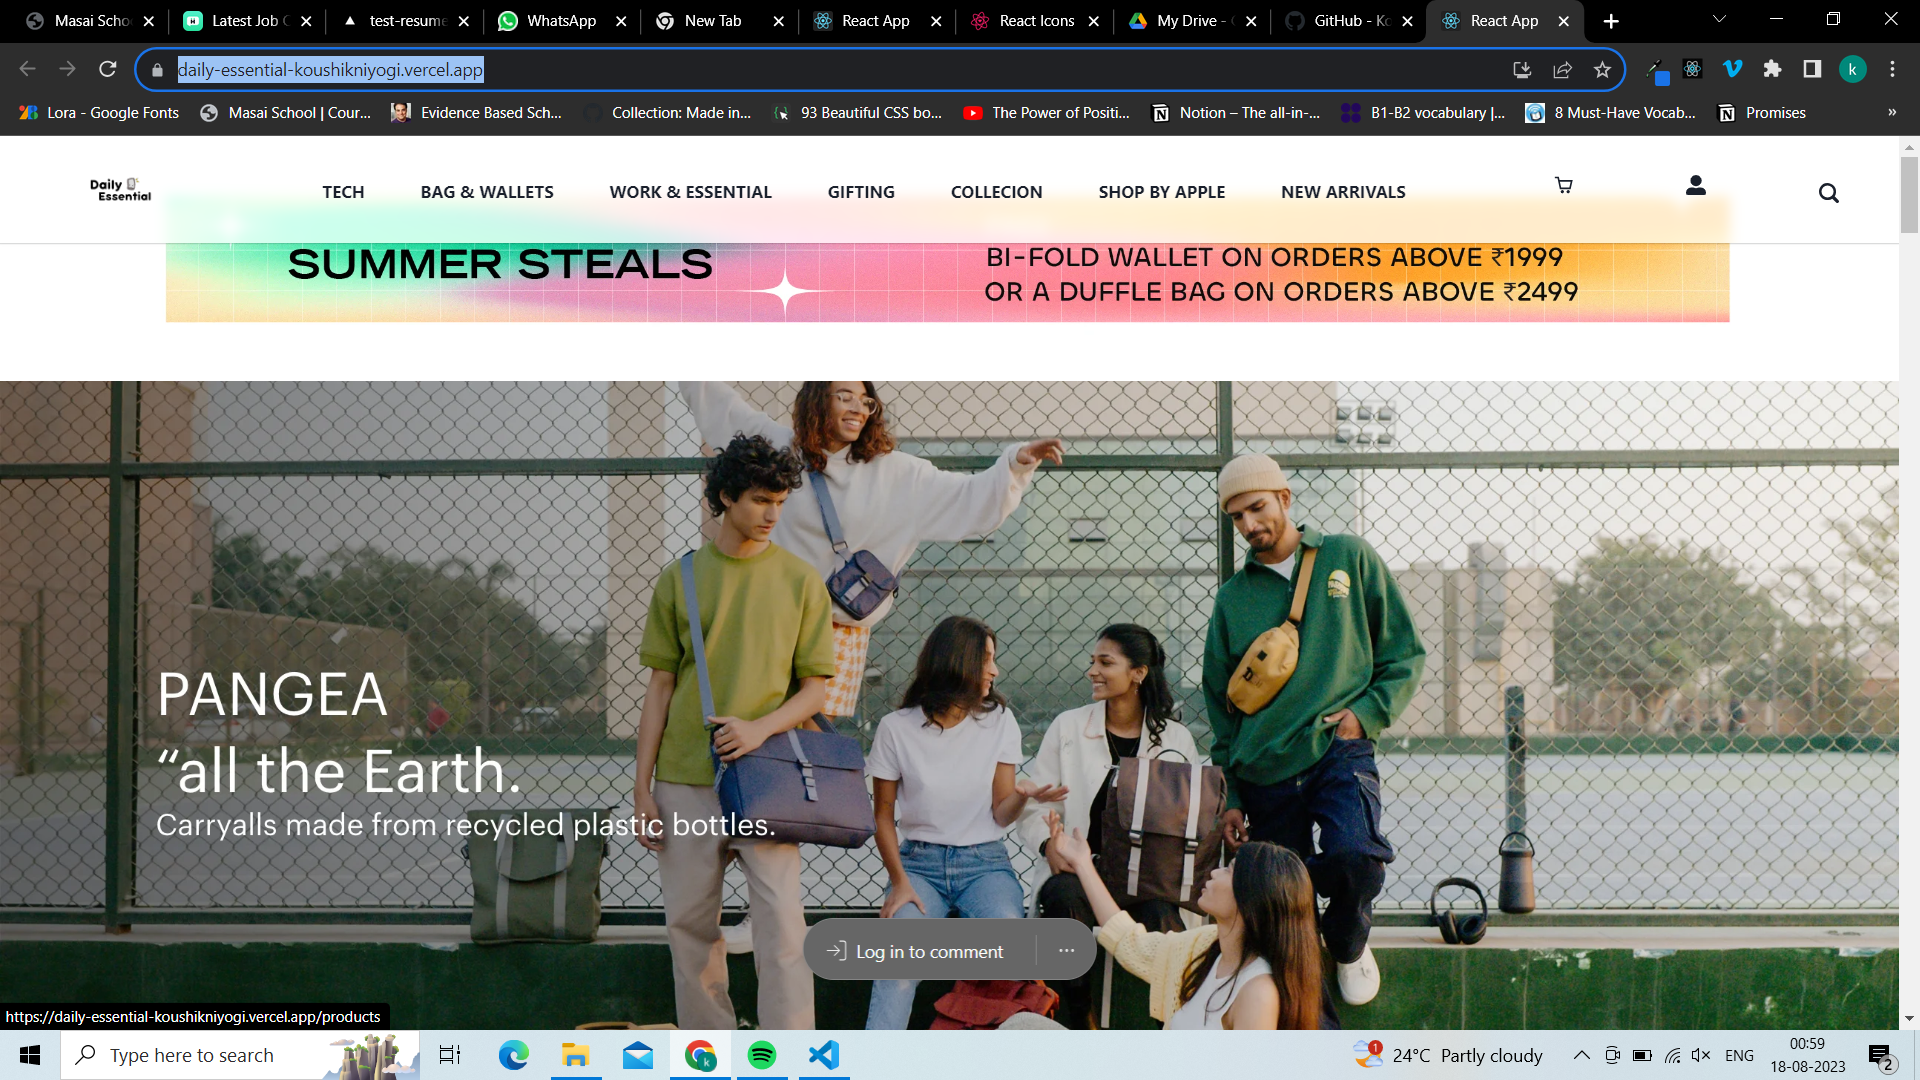 Masai Scho
Latest Job
test-resume
WhatsApp
New Tab
React App
React Icons
My Drive -
GitHub - Ko
React App
daily-essential-koushikniyogi.vercel.app
k
Lora - Google Fonts
Masai School | Cour...
Evidence Based Sch...
Collection: Made in...
93 Beautiful CSS bo...
The Power of Positi...
Notion – The all-in-...
B1-B2 vocabulary |...
8 Must-Have Vocab...
Promises
»
Daily
Essential
TECH
BAG & WALLETS
WORK & ESSENTIAL
GIFTING
COLLECION
SHOP BY APPLE
NEW ARRIVALS
SUMMER STEALS
BI-FOLD WALLET ON ORDERS ABOVE ₹1999
OR A DUFFLE BAG ON ORDERS ABOVE ₹2499
PANGEA
“all the Earth.
Carryalls made from recycled plastic bottles.
Log in to comment
https://daily-essential-koushikniyogi.vercel.app/products
Type here to search
1
24°C Partly cloudy
ENG
00:59
18-08-2023
2